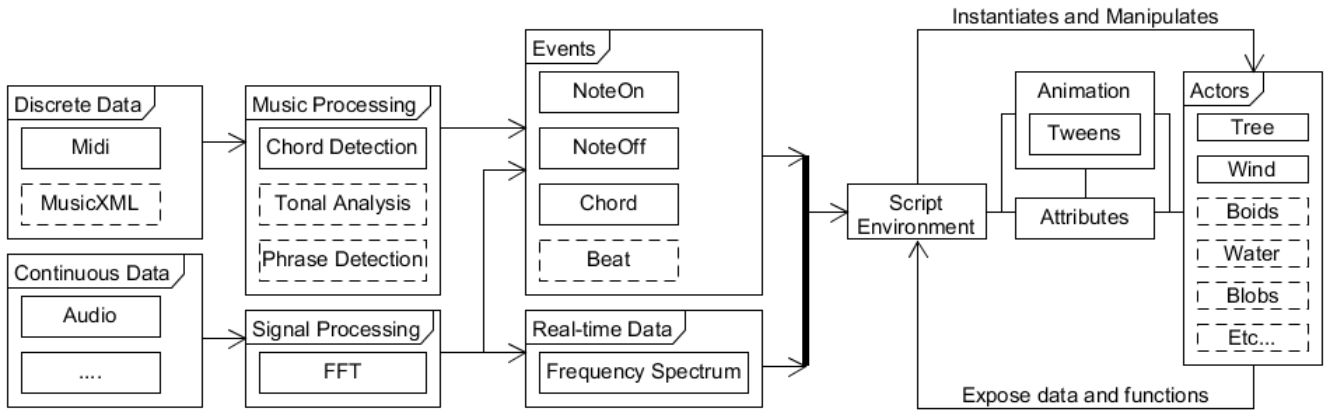 Instantiates and Manipulates
Discrete Data
Midi
MusicXML
Continuous Data
Audio
....
Music Processing
Chord Detection
Tonal Analysis
Phrase Detection
Signal Processing
FFT
Events
NoteOn
NoteOff
Chord
Beat
Real-time Data
Frequency Spectrum
Script
Environment
Animation
Tweens
Attributes
Actors
Tree
Wind
Boids
Water
Blobs
Etc...
Expose data and functions